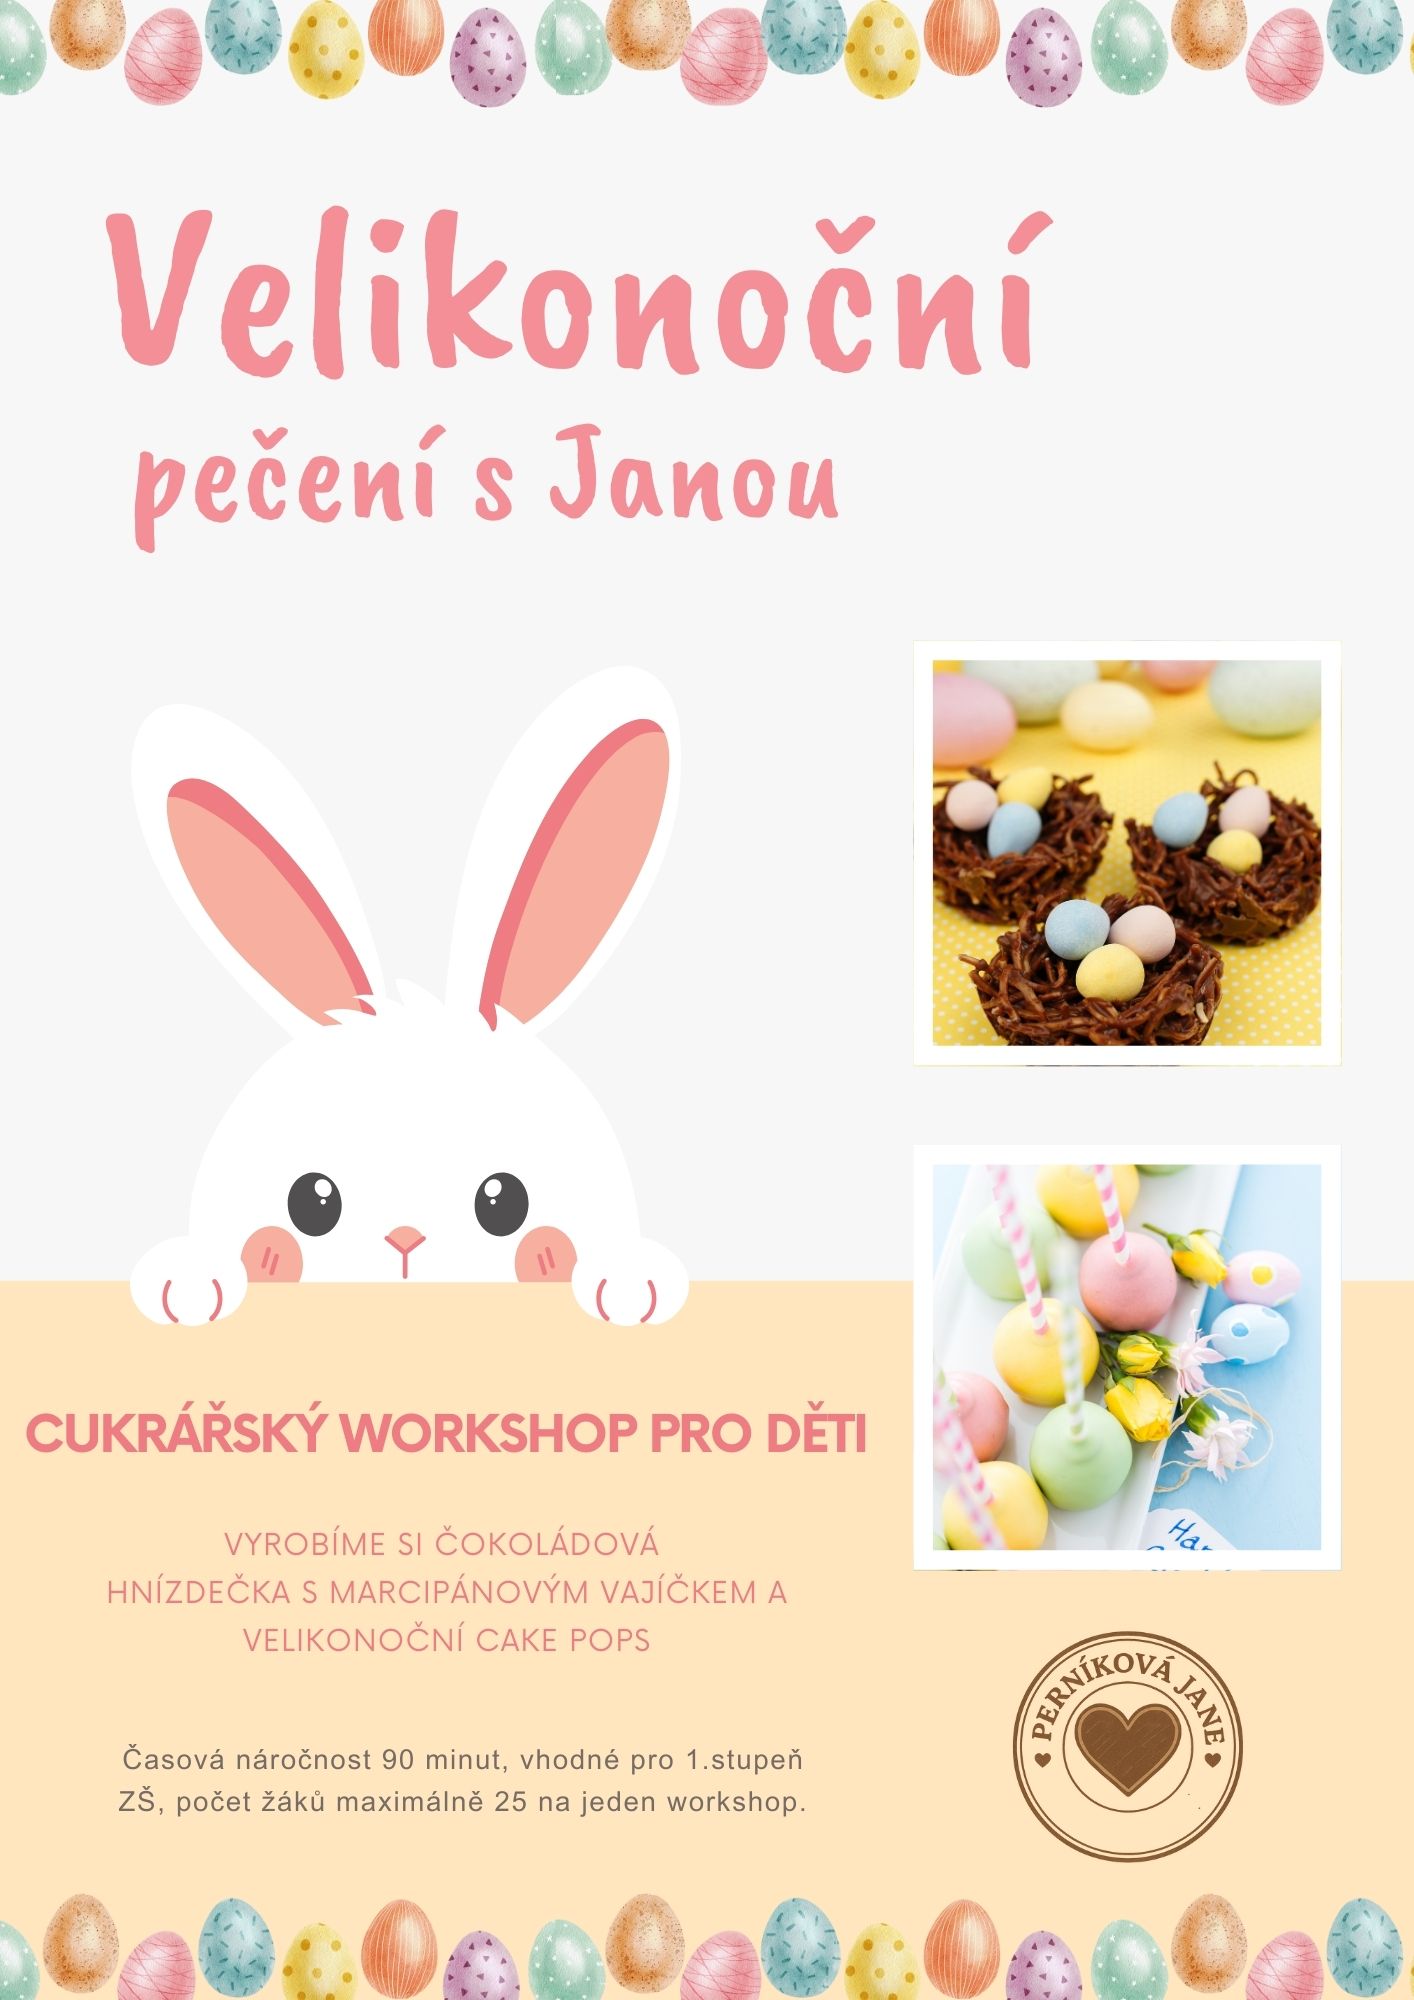 Velikonoční
pečení s Janou
CUKRÁŘSKÝ WORKSHOP PRO DĚTI
VYROBÍME SI ČOKOLÁDOVÁ
HNÍZDEČKA S MARCIPÁNOVÝM VAJÍČKEM A
VELIKONOČNÍ CAKE POPS
Časová náročnost 90 minut, vhodné pro 1.stupeň
ZŠ, počet žáků maximálně 25 na jeden workshop.
PERNÍKOVÁ JANE